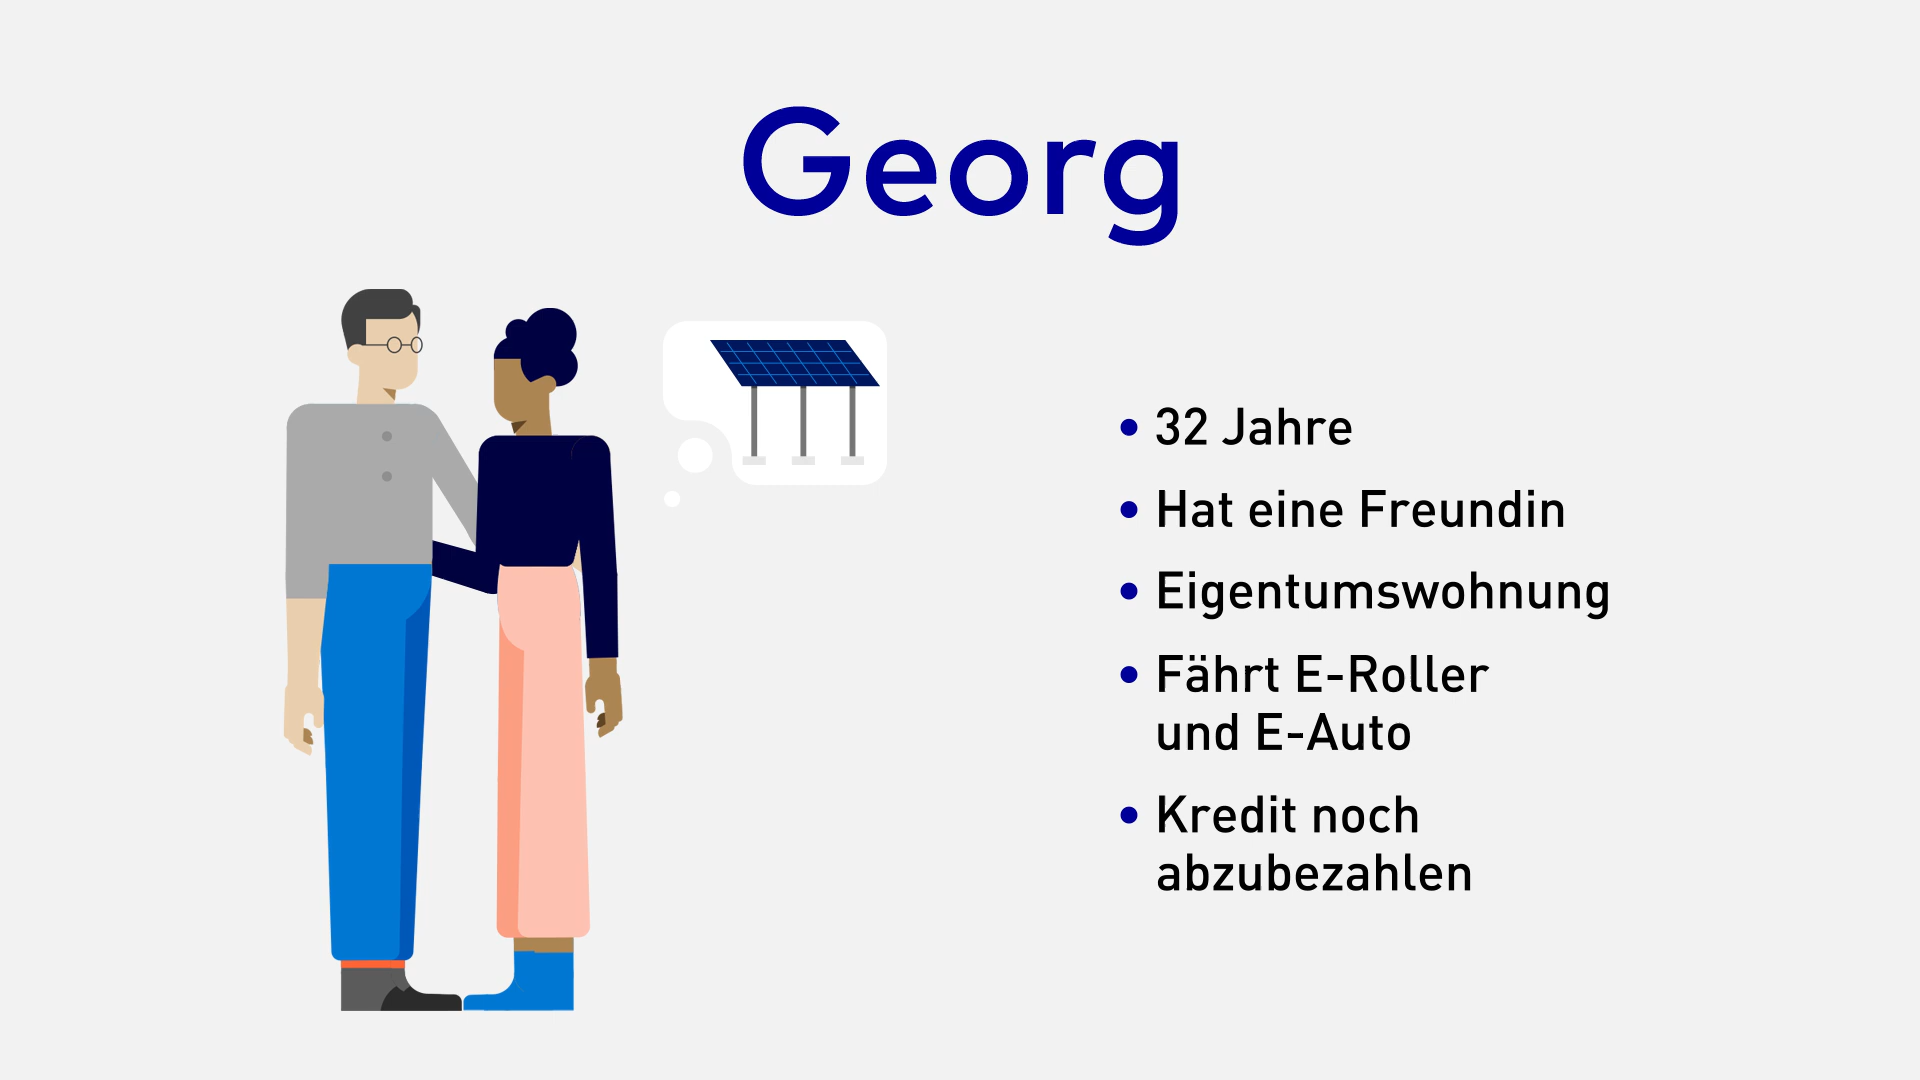 Georg
• 32 Jahre
• Hat eine Freundin
• Eigentumswohnung
• Fährt E-Roller
und E-Auto
• Kredit noch
abzubezahlen